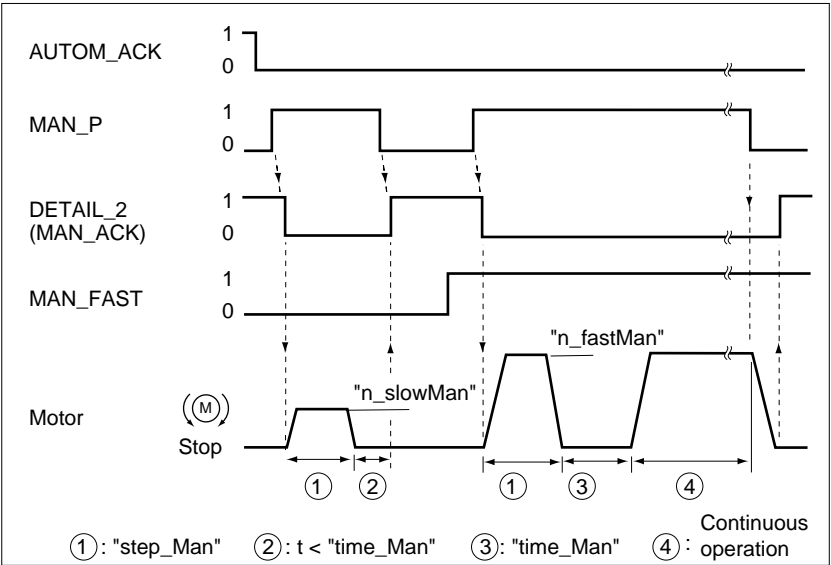 AUTOM_ACK 1
0
MAN_P 1
0
DETAIL_2
(MAN_ACK) 1
0
MAN_FAST 1
0
"n_fastMan"
"n_slowMan"
Motor M
Stop
1 2 1 3 4
1: "step_Man" 2: t < "time_Man" 3: "time_Man" 4: Continuous
operation